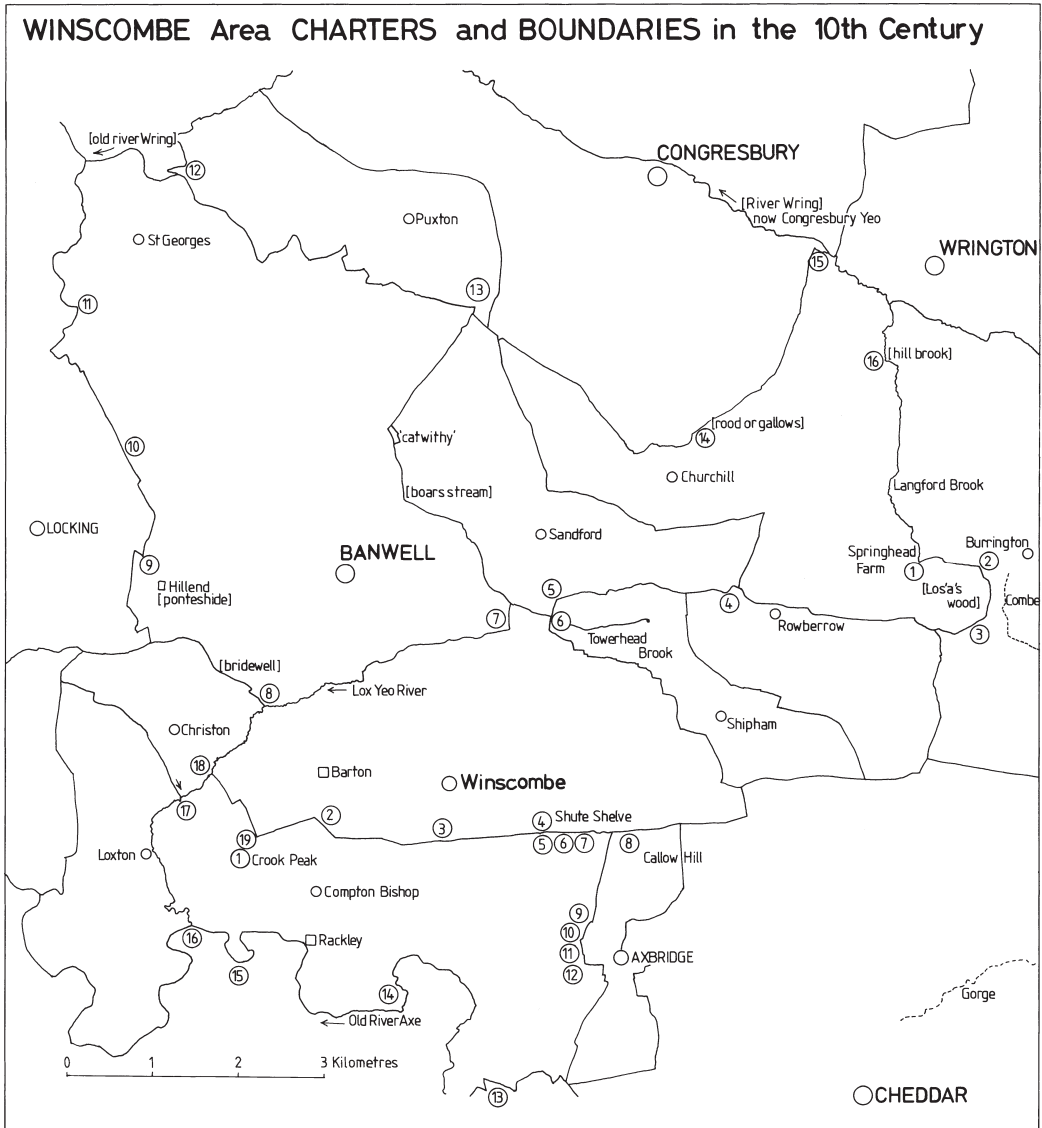 WINSCOMBE Area CHARTERS and BOUNDARIES in the 10th Century
[old river Wring]
12
CONGRESBURY
[River Wring]
now Congresbury Yeo
Puxton
St Georges
WRINGTON
15
13
11
16
[hill brook]
[rood or gallows]
14
'catwithy'
10
Churchill
[boars stream]
Langford Brook
LOCKING
Sandford
Burrington
BANWELL
Springhead
Farm
1
2
9
Hillend
[ponteshide]
[Los'a's
wood]
Combe
5
4
7
6
Rowberrow
3
Towerhead
Brook
[bridewell]
8
Lox Yeo River
Christon
Shipham
18
Barton
Winscombe
17
2
3
4
Shute Shelve
19
5
6
7
8
Loxton
1
Crook Peak
Callow Hill
Compton Bishop
9
16
Rackley
10
11
AXBRIDGE
15
12
14
Gorge
Old River Axe
0
1
2
3 Kilometres
13
CHEDDAR